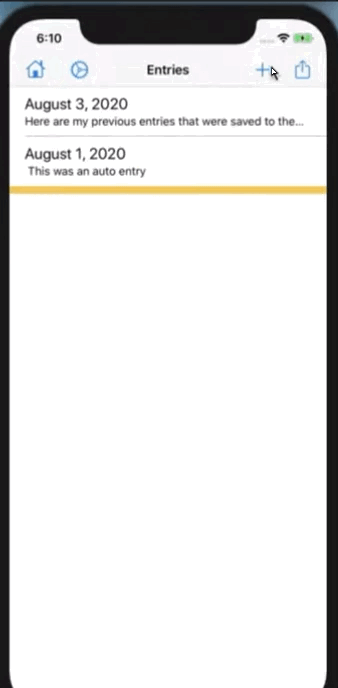 6:10
Entries
August 3, 2020
Here are my previous entries that were saved to the...
August 1, 2020
This was an auto entry